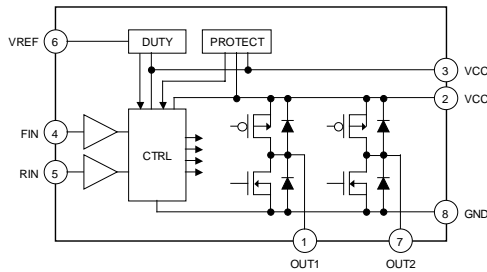 VREF 6 DUTY PROTECT
3 VCC
2 VCC
FIN 4
CTRL
RIN 5
8 GND
1 7
OUT1 OUT2